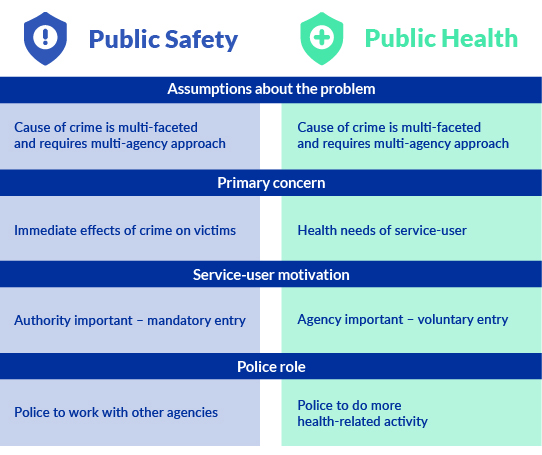 Public Safety
Public Health
Assumptions about the problem
Cause of crime is multi-faceted
and requires multi-agency approach
Cause of crime is multi-faceted
and requires multi-agency approach
Primary concern
Immediate effects of crime on victims
Health needs of service-user
Service-user motivation
Authority important – mandatory entry
Agency important – voluntary entry
Police role
Police to work with other agencies
Police to do more
health-related activity